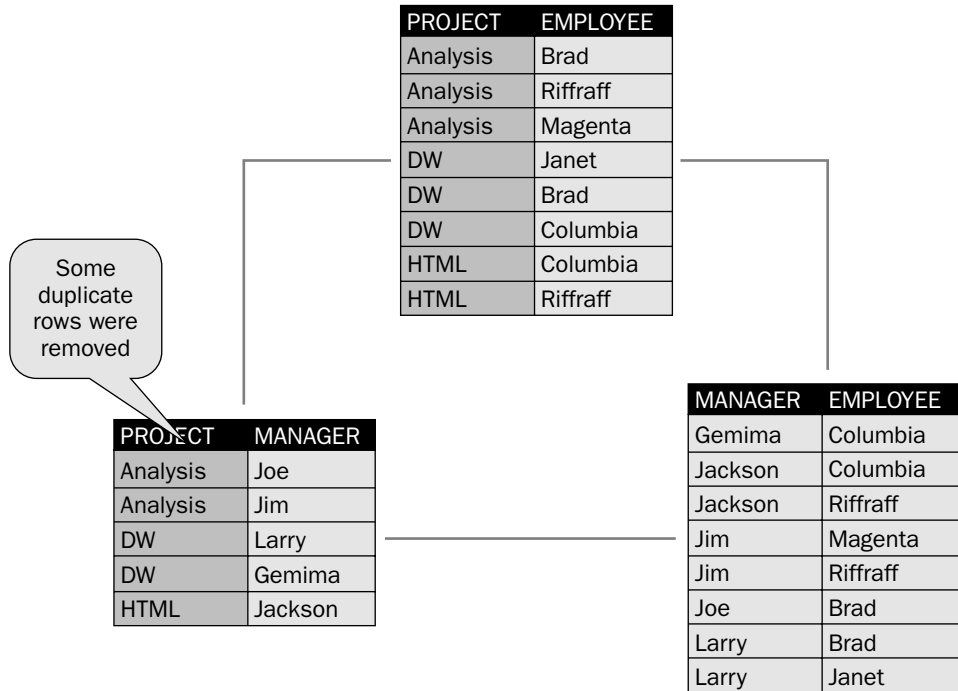 PROJECT EMPLOYEE
Analysis Brad
Analysis Riffraff
Analysis Magenta
DW Janet
DW Brad
DW Columbia
HTML Columbia
HTML Riffraff
Some
duplicate
rows were
removed
PROJECT MANAGER
Analysis Joe
Analysis Jim
DW Larry
DW Gemima
HTML Jackson
MANAGER EMPLOYEE
Gemima Columbia
Jackson Columbia
Jackson Riffraff
Jim Magenta
Jim Riffraff
Joe Brad
Larry Brad
Larry Janet